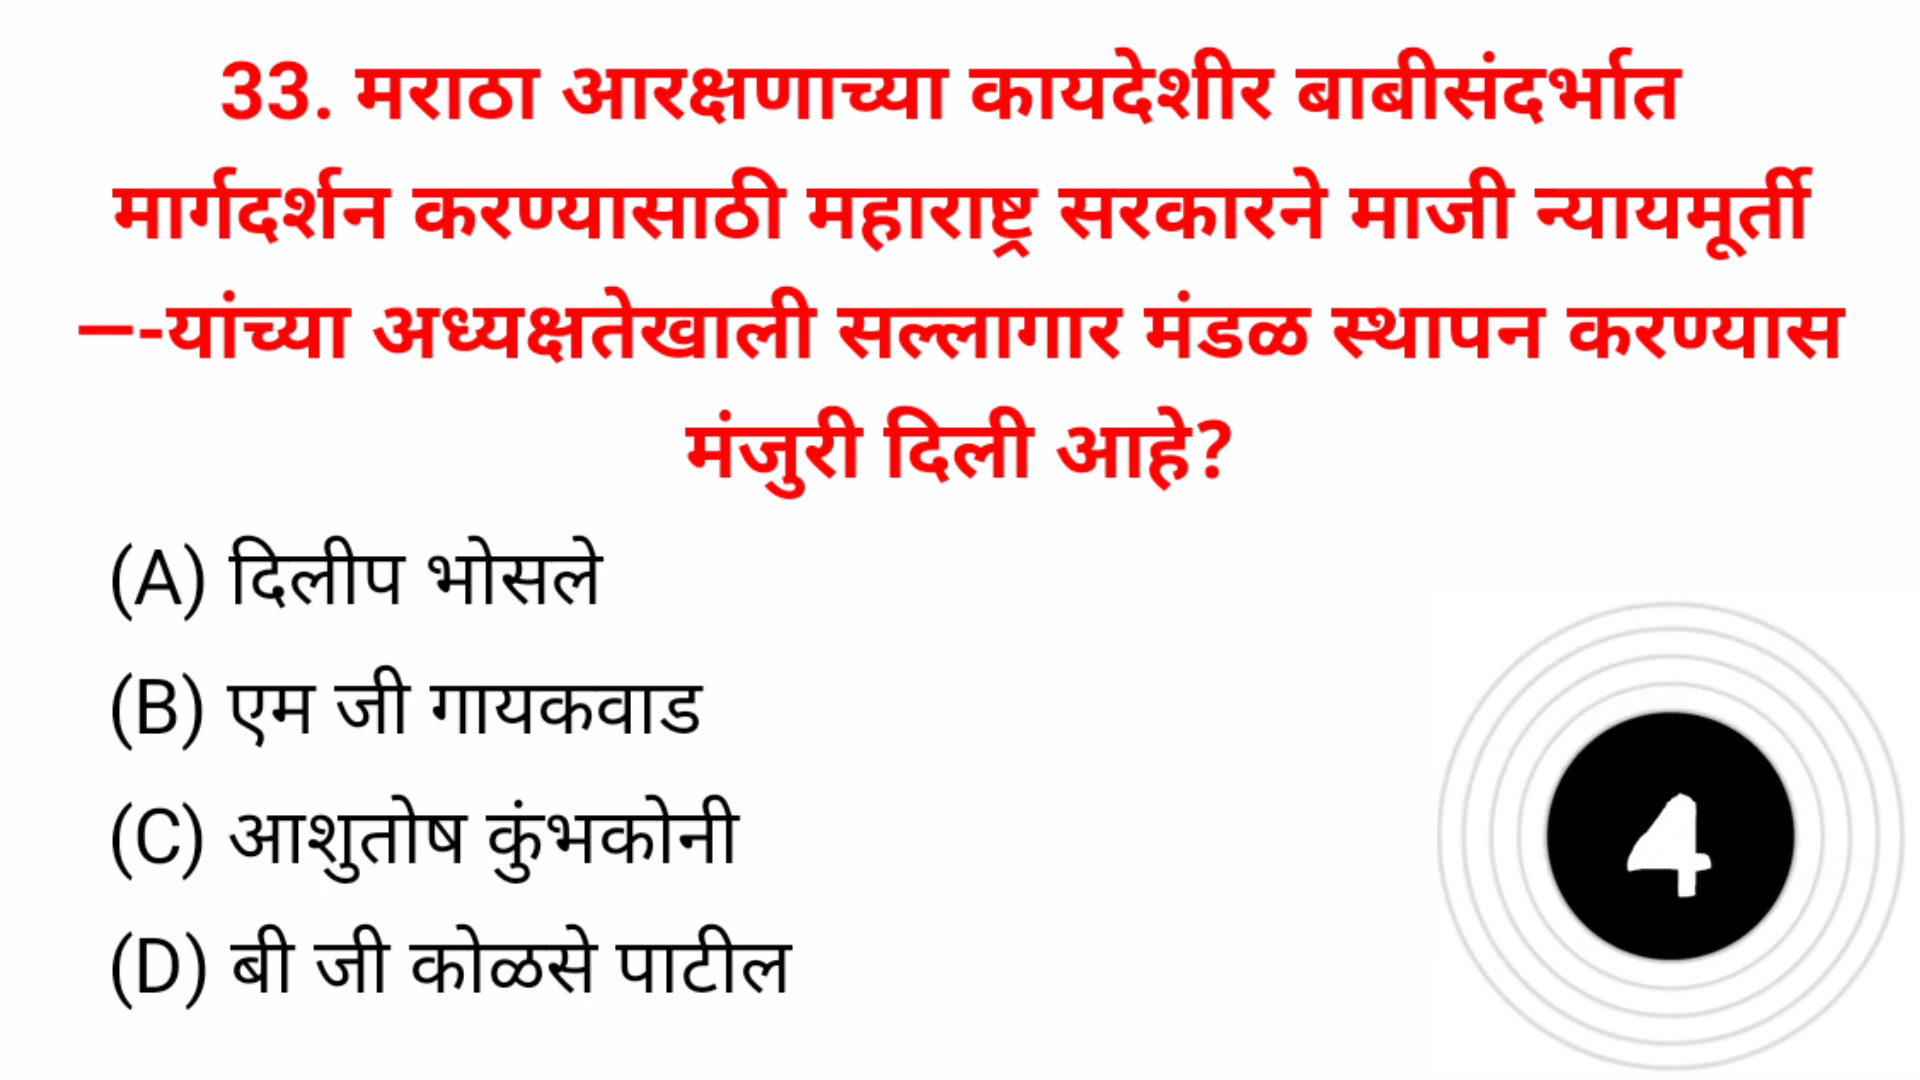 33. मराठा आरक्षणाच्या कायदेशीर बाबीसंदर्भात
मार्गदर्शन करण्यासाठी महाराष्ट्र सरकारने माजी न्यायमूर्ती
—-यांच्या अध्यक्षतेखाली सल्लागार मंडळ स्थापन करण्यास
मंजुरी दिली आहे?
(A) दिलीप भोसले
(B) एम जी गायकवाड
(C) आशुतोष कुंभकोनी
(D) बी जी कोळसे पाटील
4